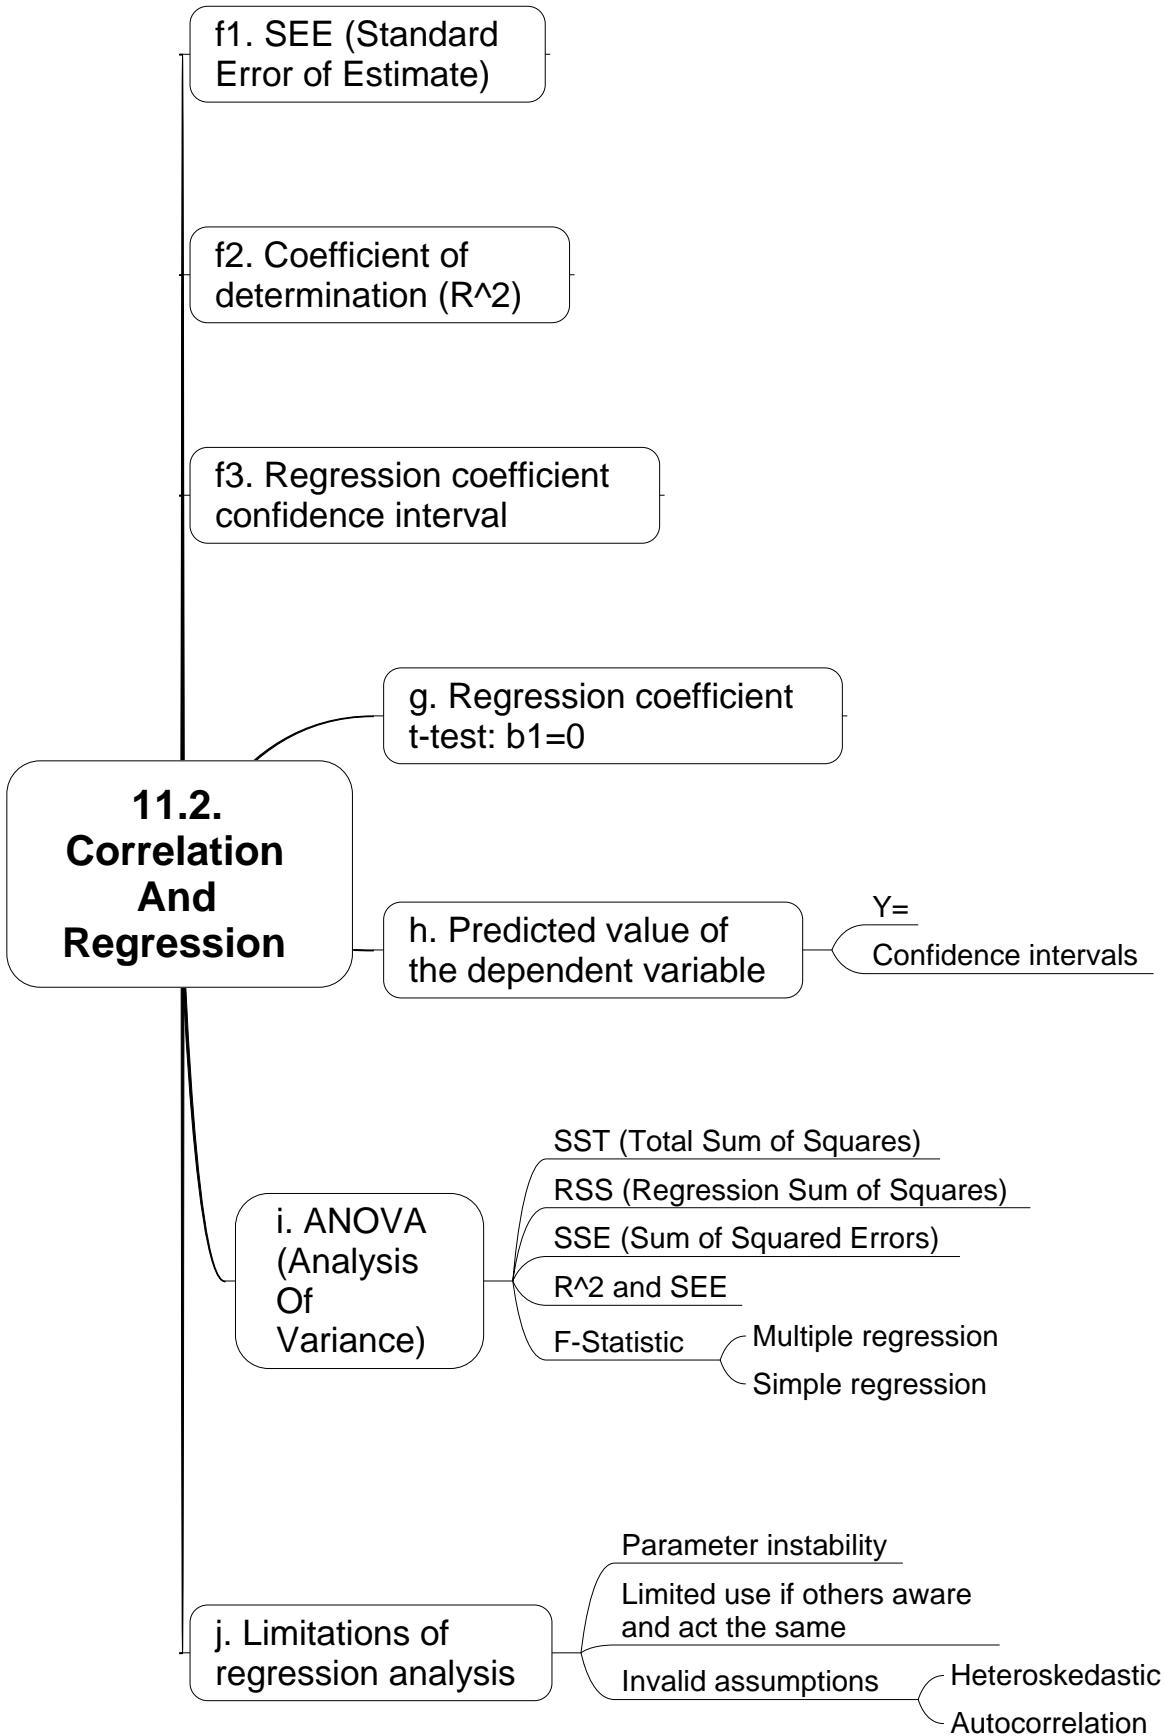 f1. SEE (Standard
Error of Estimate)
f2. Coefficient of
determination (R^2)
f3. Regression coefficient
confidence interval
g. Regression coefficient
t-test: b1=0
11.2.
Correlation
And
Regression
h. Predicted value of
the dependent variable
Y=
Confidence intervals
i. ANOVA
(Analysis
Of
Variance)
SST (Total Sum of Squares)
RSS (Regression Sum of Squares)
SSE (Sum of Squared Errors)
R^2 and SEE
F-Statistic
Multiple regression
Simple regression
j. Limitations of
regression analysis
Parameter instability
Limited use if others aware
and act the same
Invalid assumptions
Heteroskedastic
Autocorrelation